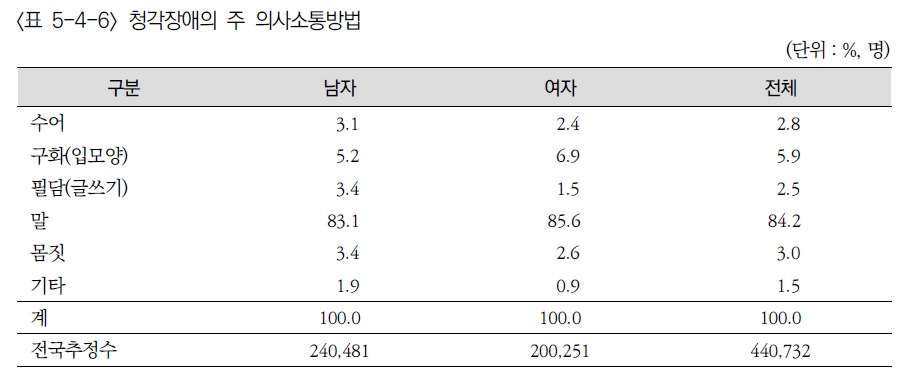 〈표 5-4-6〉 청각장애의 주 의사소통방법
(단위 : %, 명)
구분 남자 여자 전체
수어 3.1 2.4 2.8
구화(입모양) 5.2 6.9 5.9
필담(글쓰기) 3.4 1.5 2.5
말 83.1 85.6 84.2
몸짓 3.4 2.6 3.0
기타 1.9 0.9 1.5
계 100.0 100.0 100.0
전국추정수 240,481 200,251 440,732